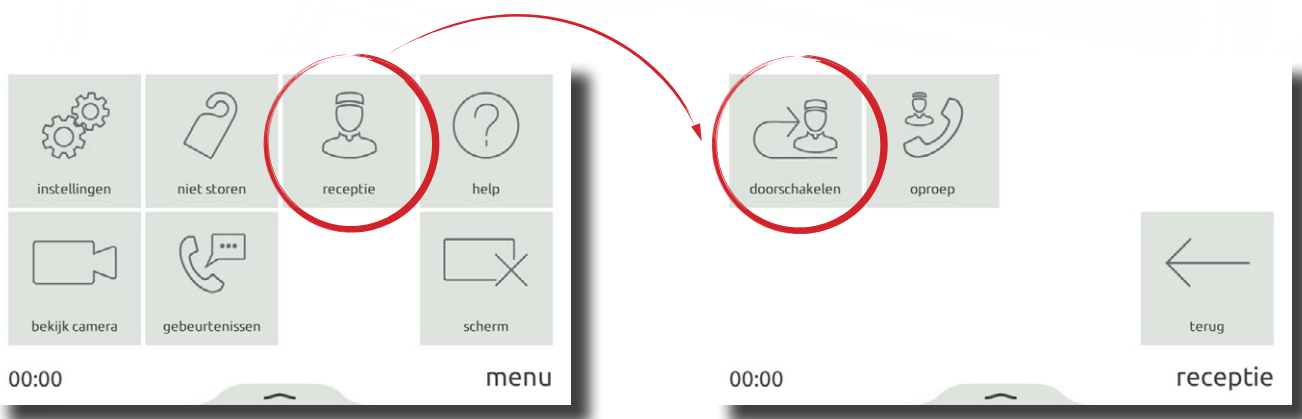 instellingen
niet storen
receptie
help
bekijk camera
gebeurtenissen
scherm
00:00
menu
doorschakelen
oproep
terug
00:00
receptie